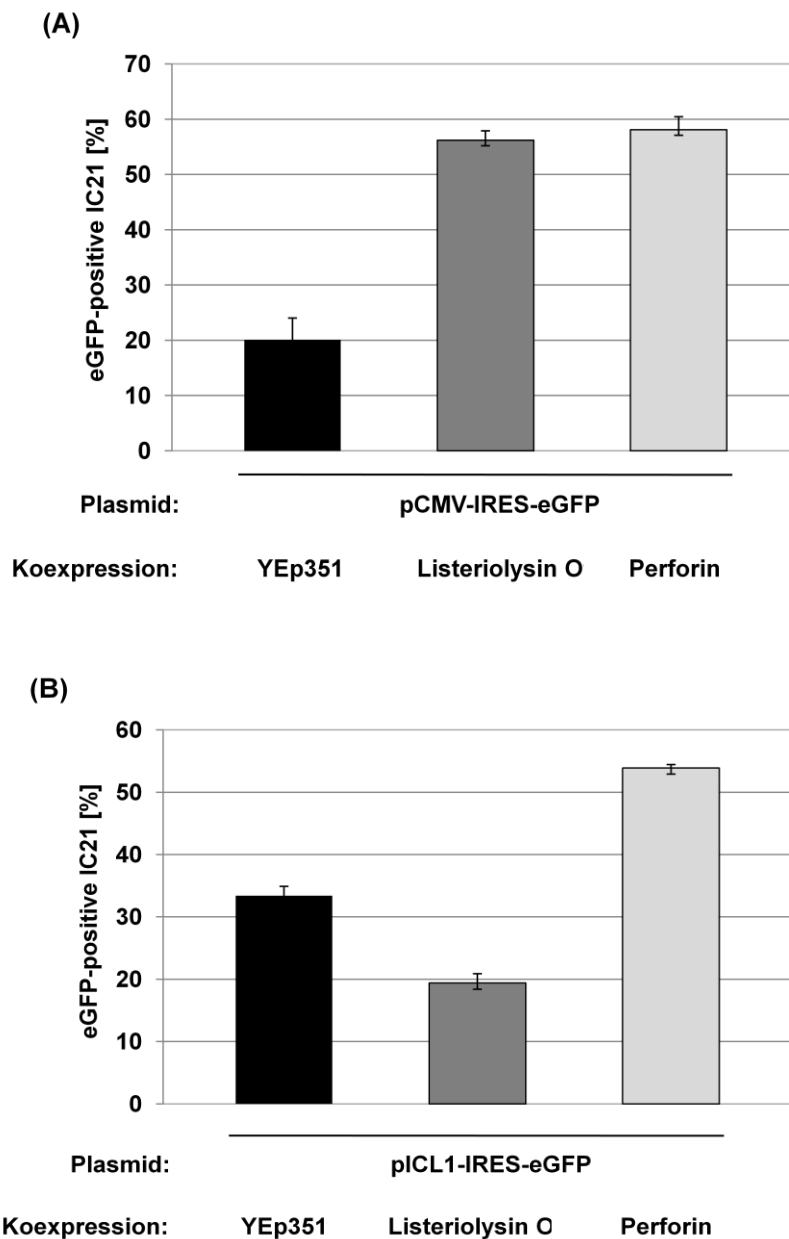 (A)
eGFP-positive IC21 [%]
70
60
50
40
30
20
10
0
Plasmid: pCMV-IRES-eGFP
Koexpression: YEp351 Listeriolysin O Perforin
(B)
eGFP-positive IC21 [%]
60
50
40
30
20
10
0
Plasmid: pICL1-IRES-eGFP
Koexpression: YEp351 Listeriolysin O Perforin